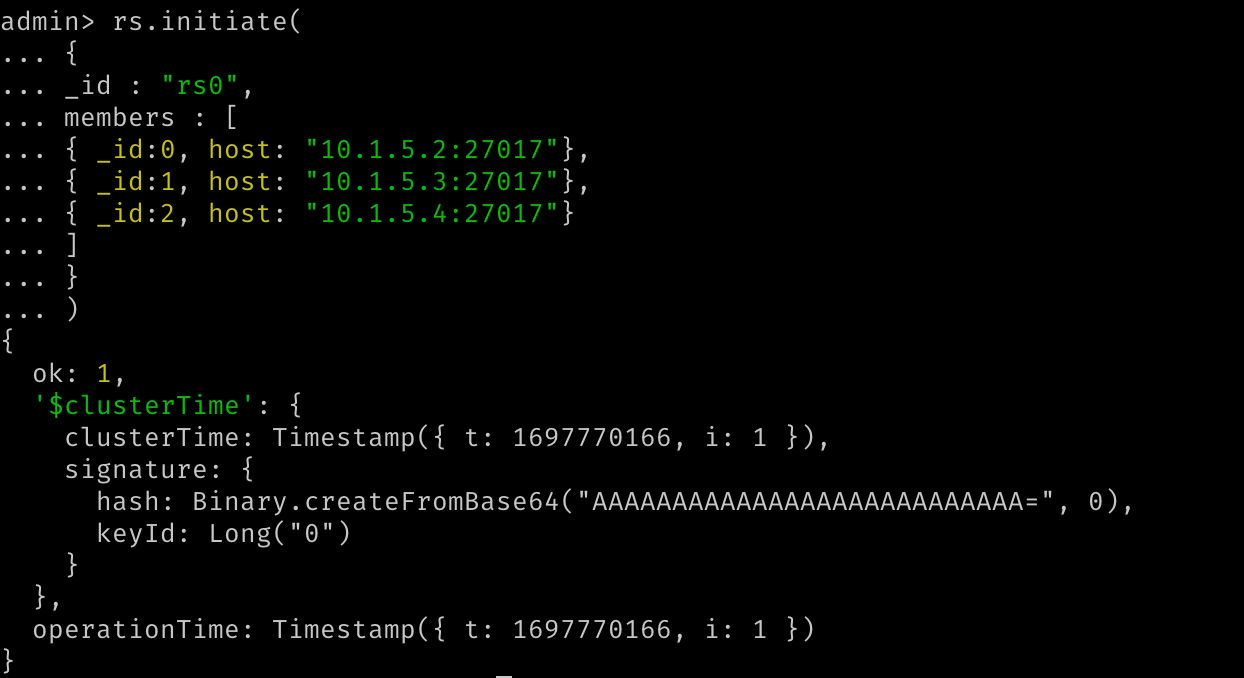 admin> rs.initiate(
... {
... _id : "rs0",
... members : [
... { _id:0, host: "10.1.5.2:27017"},
... { _id:1, host: "10.1.5.3:27017"},
... { _id:2, host: "10.1.5.4:27017"}
... ]
... }
... )
{
  ok: 1,
  '$clusterTime': {
    clusterTime: Timestamp({ t: 1697770166, i: 1 }),
    signature: {
      hash: Binary.createFromBase64("AAAAAAAAAAAAAAAAAAAAAAAAAAA=", 0),
      keyId: Long("0")
    }
  },
  operationTime: Timestamp({ t: 1697770166, i: 1 })
}